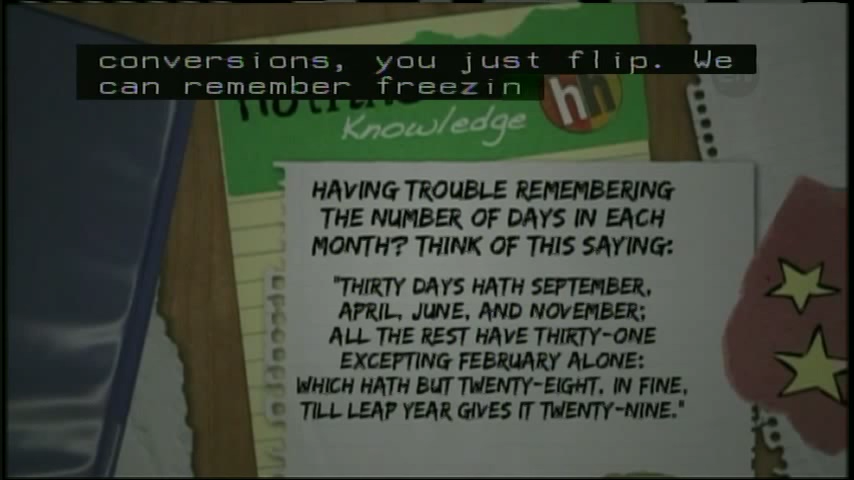 conversions, you just flip. We
can remember freezin
hh
Knowledge
HAVING TROUBLE REMEMBERING
THE NUMBER OF DAYS IN EACH
MONTH? THINK OF THIS SAYING:
"THIRTY DAYS HATH SEPTEMBER,
APRIL, JUNE, AND NOVEMBER;
ALL THE REST HAVE THIRTY-ONE
EXCEPTING FEBRUARY ALONE:
WHICH HATH BUT TWENTY-EIGHT, IN FINE,
TILL LEAP YEAR GIVES IT TWENTY-NINE."